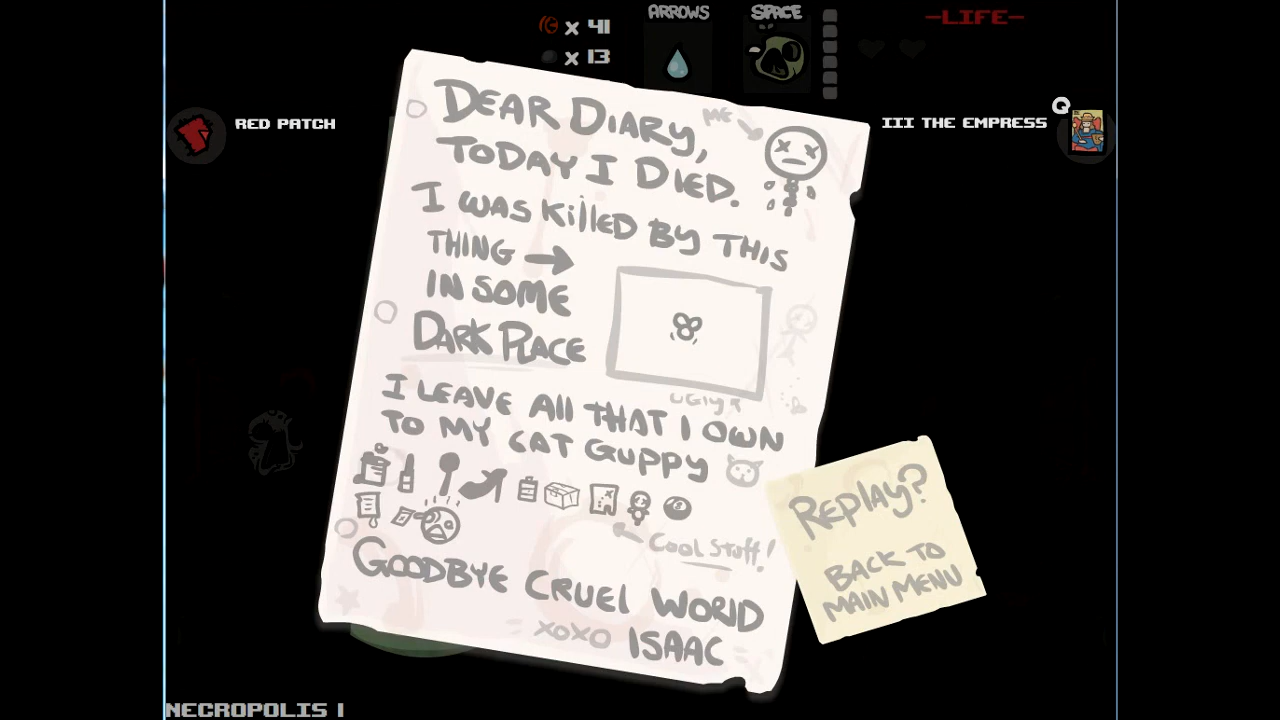 ARROWS
SPACE
-LIFE-
x 41
x 13
RED PATCH
Q
III THE EMPRESS
DEAR DIARY,
TODAY I DIED.
ME
I WAS KillED BY THIS
THING →
IN SOME
DARK PLACE
UGLY
I LEAVE All THAT I OWN
TO MY CAT GUPPY
COOL STUFF!
GOODBYE CRUEl WORlD
XOXO ISAAC
REPlAY?
BACK TO
MAIN MENU
NECROPOLIS I